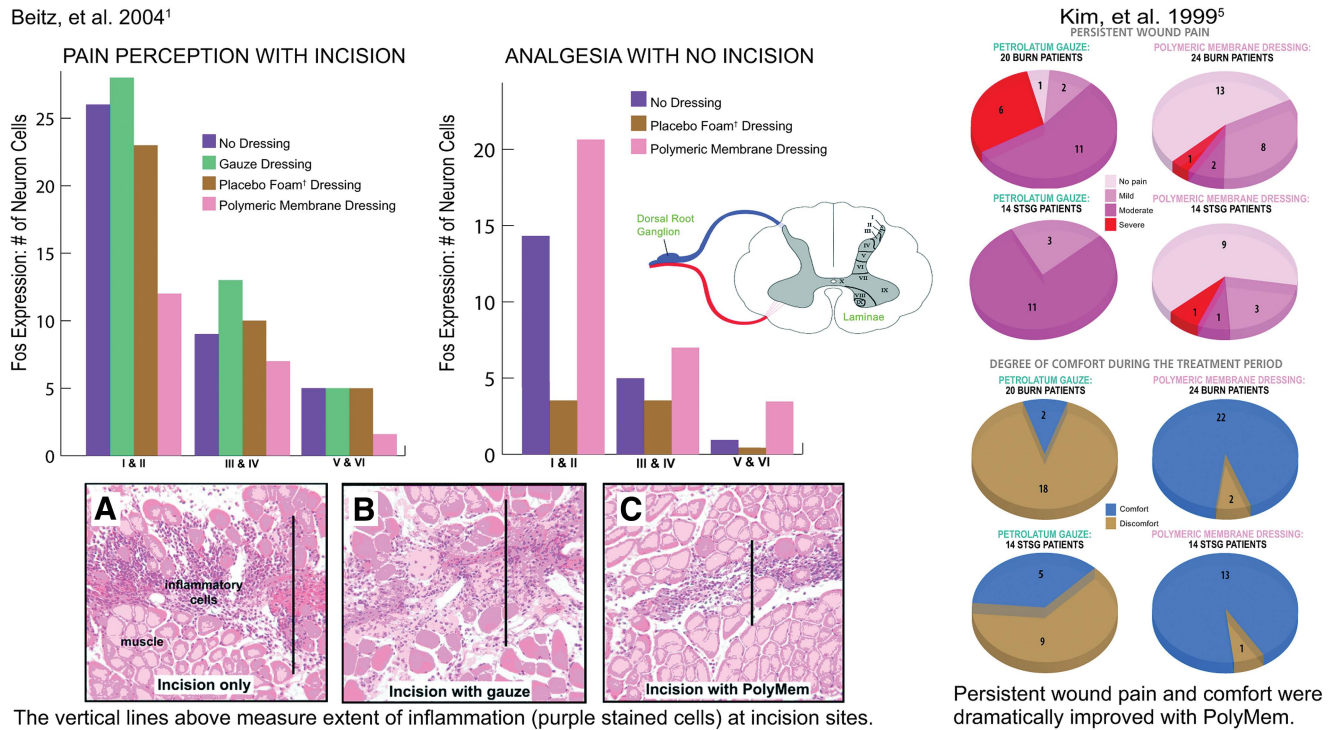 Beitz, et al. 2004¹
PAIN PERCEPTION WITH INCISION
Fos Expression: # of Neuron Cells
25
20
15
10
5
0
No Dressing
Gauze Dressing
Placebo Foam† Dressing
Polymeric Membrane Dressing
I & II
III & IV
V & VI
ANALGESIA WITH NO INCISION
Fos Expression: # of Neuron Cells
20
15
10
5
0
No Dressing
Placebo Foam† Dressing
Polymeric Membrane Dressing
I & II
III & IV
V & VI
Dorsal Root
Ganglion
I
II
III
IV
V
VI
VII
X
VIII
IX
IX
Laminae
A
inflammatory
cells
muscle
Incision only
B
Incision with gauze
C
Incision with PolyMem
The vertical lines above measure extent of inflammation (purple stained cells) at incision sites.
Kim, et al. 1999⁵
PERSISTENT WOUND PAIN
PETROLATUM GAUZE:
20 BURN PATIENTS
1
2
6
11
POLYMERIC MEMBRANE DRESSING:
24 BURN PATIENTS
13
8
2
1
No pain
Mild
Moderate
Severe
PETROLATUM GAUZE:
14 STSG PATIENTS
3
11
POLYMERIC MEMBRANE DRESSING:
14 STSG PATIENTS
9
3
1
1
DEGREE OF COMFORT DURING THE TREATMENT PERIOD
PETROLATUM GAUZE:
20 BURN PATIENTS
2
18
POLYMERIC MEMBRANE DRESSING:
24 BURN PATIENTS
22
2
Comfort
Discomfort
PETROLATUM GAUZE:
14 STSG PATIENTS
5
9
POLYMERIC MEMBRANE DRESSING:
14 STSG PATIENTS
13
1
Persistent wound pain and comfort were
dramatically improved with PolyMem.